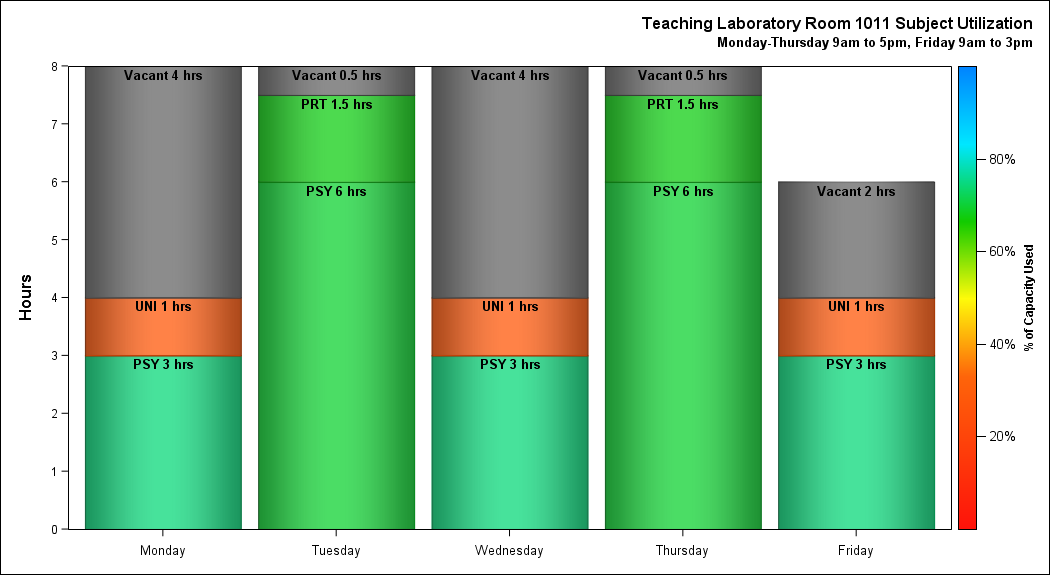 Teaching Laboratory Room 1011 Subject Utilization
Monday-Thursday 9am to 5pm, Friday 9am to 3pm
Hours
8
7
6
5
4
3
2
1
0
Vacant 4 hrs
UNI 1 hrs
PSY 3 hrs
Vacant 0.5 hrs
PRT 1.5 hrs
PSY 6 hrs
Vacant 4 hrs
UNI 1 hrs
PSY 3 hrs
Vacant 0.5 hrs
PRT 1.5 hrs
PSY 6 hrs
Vacant 2 hrs
UNI 1 hrs
PSY 3 hrs
Monday
Tuesday
Wednesday
Thursday
Friday
80%
60%
40%
20%
% of Capacity Used